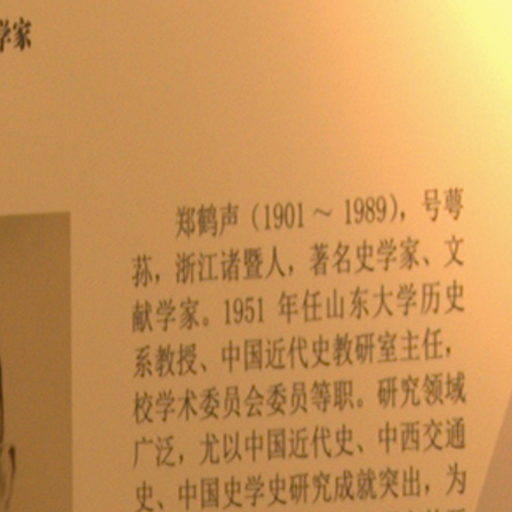 学家
郑鹤声（1901～1989），号萼
荪，浙江诸暨人，著名史学家、文
献学家。1951 年任山东大学历史
系教授、中国近代史教研室主任，
校学术委员会委员等职。研究领域
广泛，尤以中国近代史、中西交通
史、中国史学史研究成就突出，为